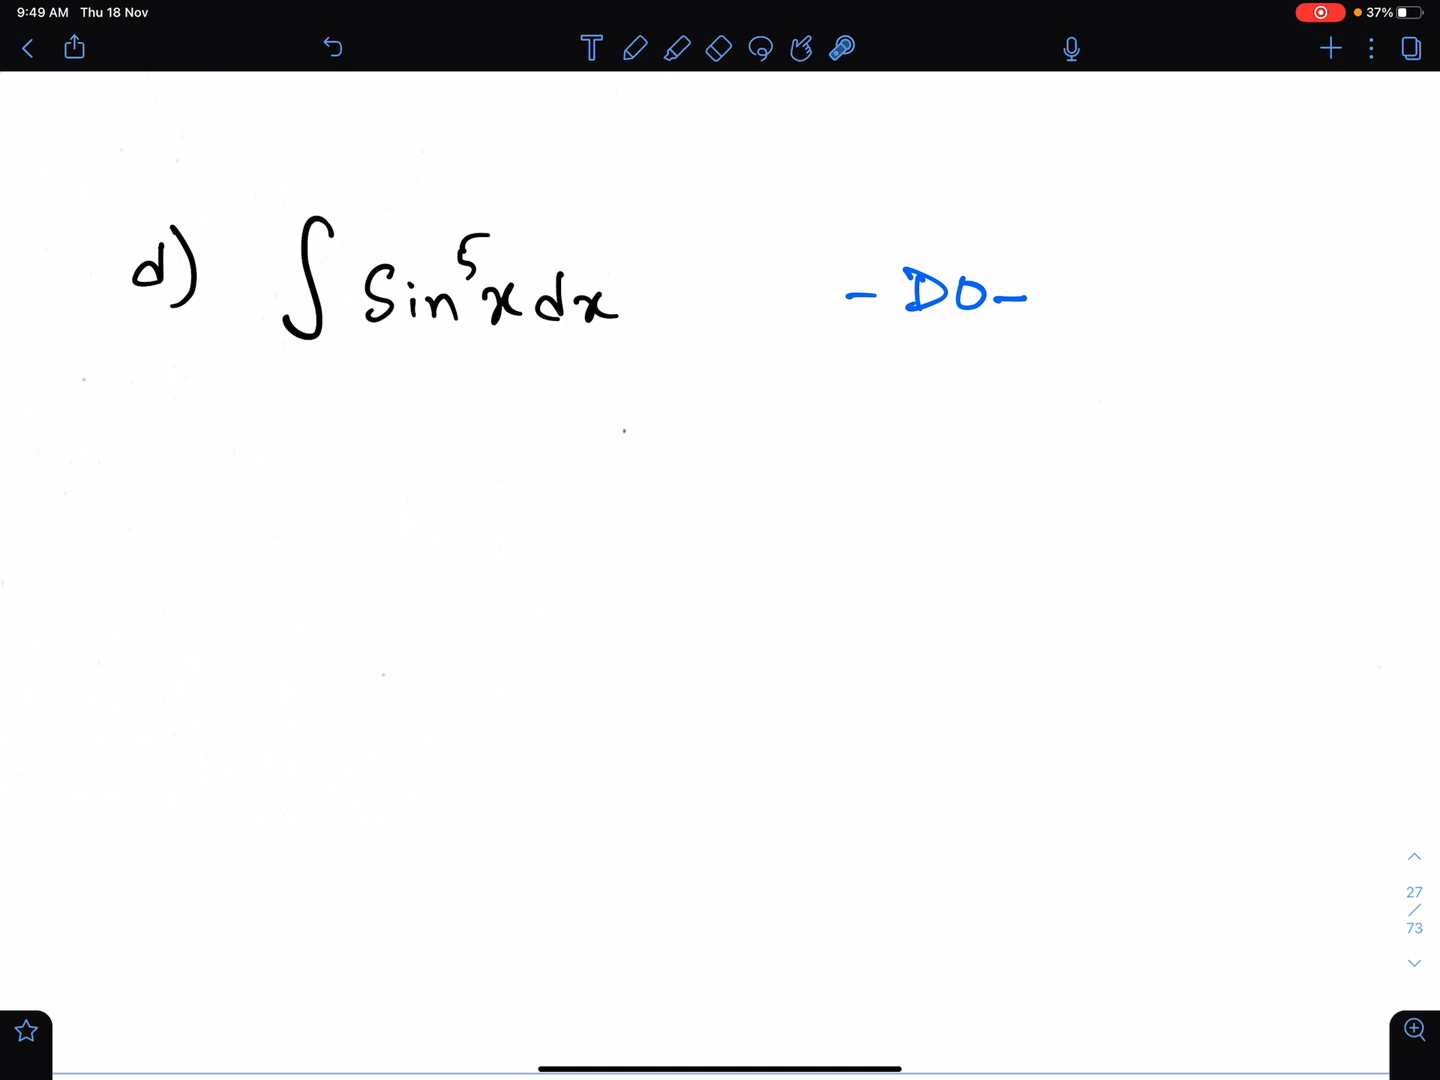 9:49 AM Thu 18 Nov 37%
T
d) ∫ Sin⁵x dx - DO-
27
/
73